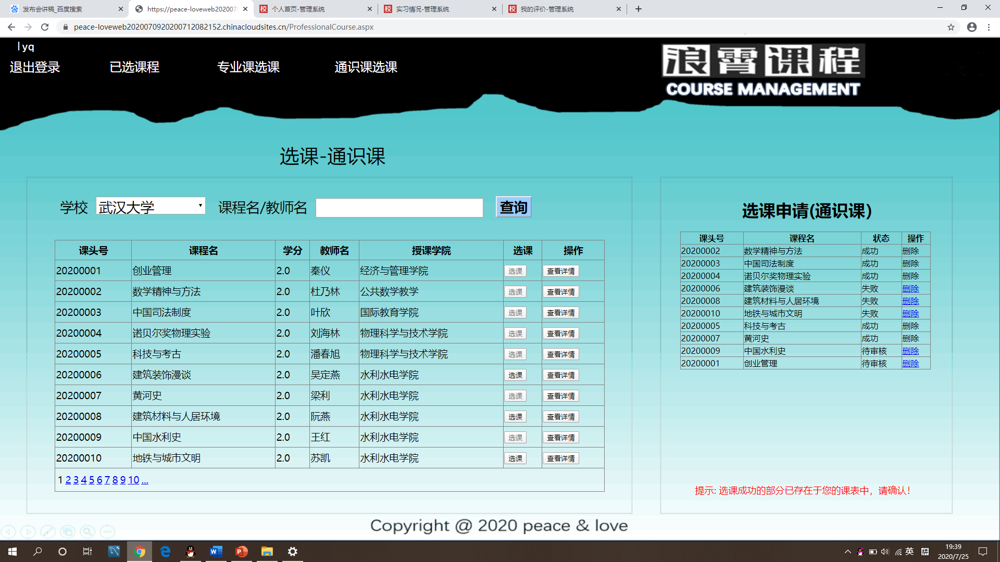 发布会讲稿_百度搜索
https://peace-loveweb202007
个人首页-管理系统
实习情况-管理系统
我的评价-管理系统
peace-loveweb2020070920200712082152.chinacloudsites.cn/ProfessionalCourse.aspx
lyq
退出登录 已选课程 专业课选课 通识课选课
浪霄课程
COURSE MANAGEMENT
选课-通识课
学校 武汉大学 课程名/教师名 查询
课头号 课程名 学分 教师名 授课学院 选课 操作
20200001 创业管理 2.0 秦仪 经济与管理学院 选课 查看详情
20200002 数学精神与方法 2.0 杜乃林 公共数学教学 选课 查看详情
20200003 中国司法制度 2.0 叶欣 国际教育学院 选课 查看详情
20200004 诺贝尔奖物理实验 2.0 刘海林 物理科学与技术学院 选课 查看详情
20200005 科技与考古 2.0 潘春旭 物理科学与技术学院 选课 查看详情
20200006 建筑装饰漫谈 2.0 吴定燕 水利水电学院 选课 查看详情
20200007 黄河史 2.0 梁利 水利水电学院 选课 查看详情
20200008 建筑材料与人居环境 2.0 阮燕 水利水电学院 选课 查看详情
20200009 中国水利史 2.0 王红 水利水电学院 选课 查看详情
20200010 地铁与城市文明 2.0 苏凯 水利水电学院 选课 查看详情
1 2 3 4 5 6 7 8 9 10 ...
选课申请(通识课)
课头号 课程名 状态 操作
20200002 数学精神与方法 成功 删除
20200003 中国司法制度 成功 删除
20200004 诺贝尔奖物理实验 成功 删除
20200006 建筑装饰漫谈 失败 删除
20200008 建筑材料与人居环境 失败 删除
20200010 地铁与城市文明 失败 删除
20200005 科技与考古 成功 删除
20200007 黄河史 成功 删除
20200009 中国水利史 待审核 删除
20200001 创业管理 待审核 删除
提示: 选课成功的部分已存在于您的课表中，请确认！
Copyright @ 2020 peace & love
英
拼
19:39
2020/7/25